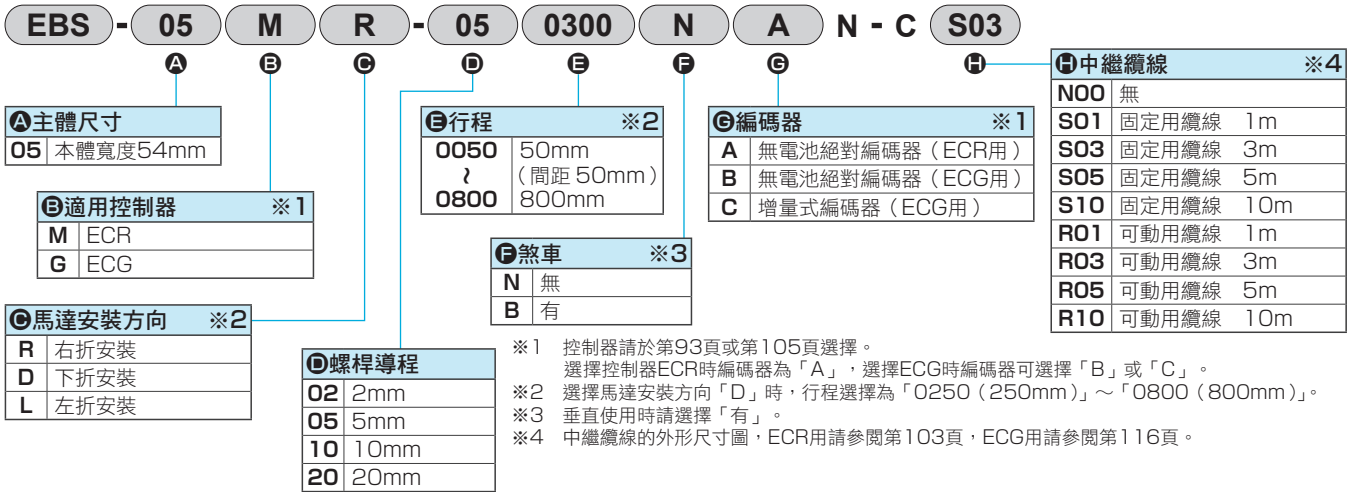 EBS - 05 M R - 05 0300 N A N - C S03
A B C D E F G H
A主體尺寸
05 本體寬度54mm
B適用控制器 ※1
M ECR
G ECG
C馬達安裝方向 ※2
R 右折安裝
D 下折安裝
L 左折安裝
D螺桿導程
02 2mm
05 5mm
10 10mm
20 20mm
E行程 ※2
0050 50mm
~ （間距 50mm）
0800 800mm
F煞車 ※3
N 無
B 有
G編碼器 ※1
A 無電池絕對編碼器（ECR用）
B 無電池絕對編碼器（ECG用）
C 增量式編碼器（ECG用）
H中繼纜線 ※4
N00 無
S01 固定用纜線 1m
S03 固定用纜線 3m
S05 固定用纜線 5m
S10 固定用纜線 10m
R01 可動用纜線 1m
R03 可動用纜線 3m
R05 可動用纜線 5m
R10 可動用纜線 10m
※1 控制器請於第93頁或第105頁選擇。
選擇控制器ECR時編碼器為「A」，選擇ECG時編碼器可選擇「B」或「C」。
※2 選擇馬達安裝方向「D」時，行程選擇為「0250（250mm）」～「0800（800mm）」。
※3 垂直使用時請選擇「有」。
※4 中繼纜線的外形尺寸圖，ECR用請參閱第103頁，ECG用請參閱第116頁。